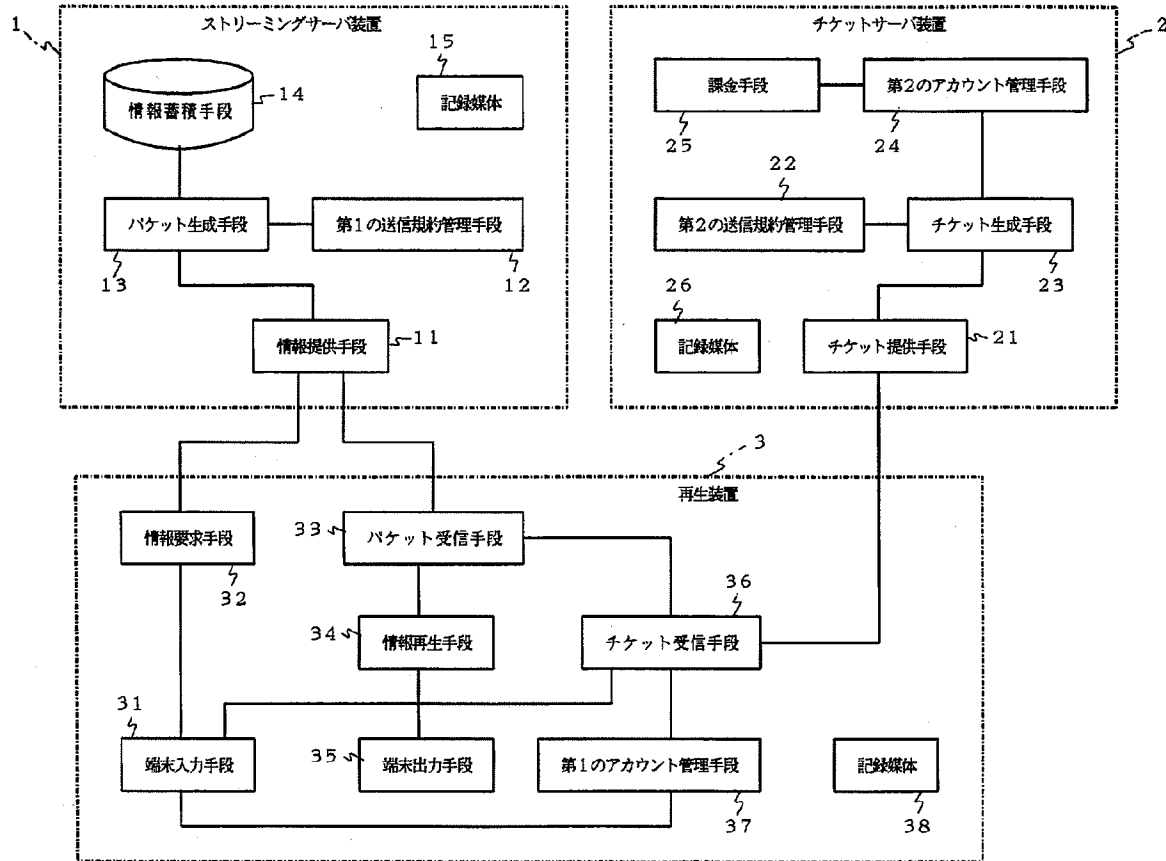 1
ストリーミングサーバ装置
情報蓄積手段
14
15
記録媒体
パケット生成手段
13
第1の送信規約管理手段
12
情報提供手段
11
2
チケットサーバ装置
課金手段
25
第2のアカウント管理手段
24
22
第2の送信規約管理手段
チケット生成手段
23
26
記録媒体
チケット提供手段
21
3
再生装置
情報要求手段
32
33
パケット受信手段
34
情報再生手段
36
チケット受信手段
31
端末入力手段
35
端末出力手段
第1のアカウント管理手段
37
記録媒体
38